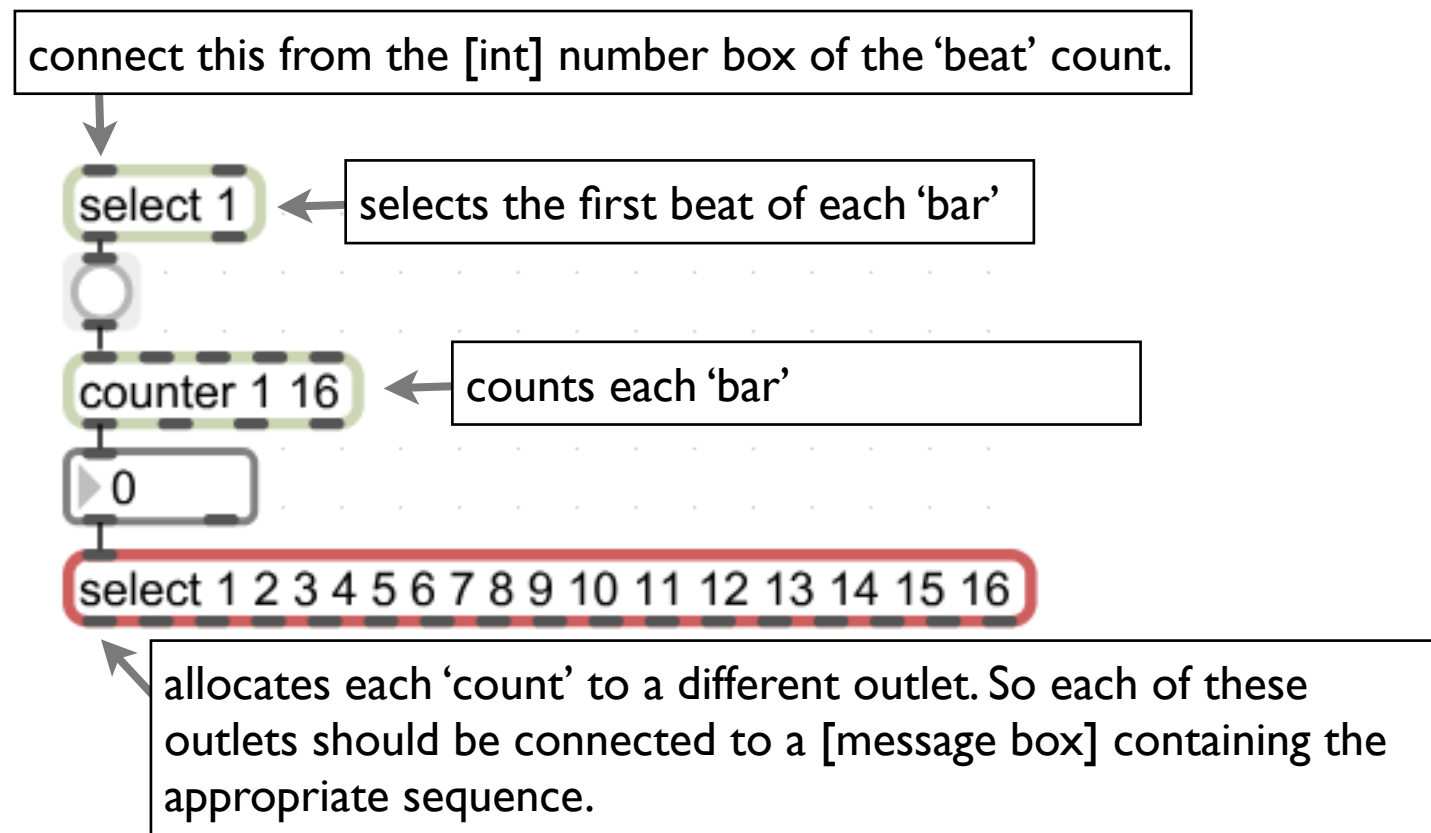 connect this from the [int] number box of the ‘beat’ count.
select 1
selects the first beat of each ‘bar’
counter 1 16
counts each ‘bar’
0
select 1 2 3 4 5 6 7 8 9 10 11 12 13 14 15 16
allocates each ‘count’ to a different outlet. So each of these
outlets should be connected to a [message box] containing the
appropriate sequence.